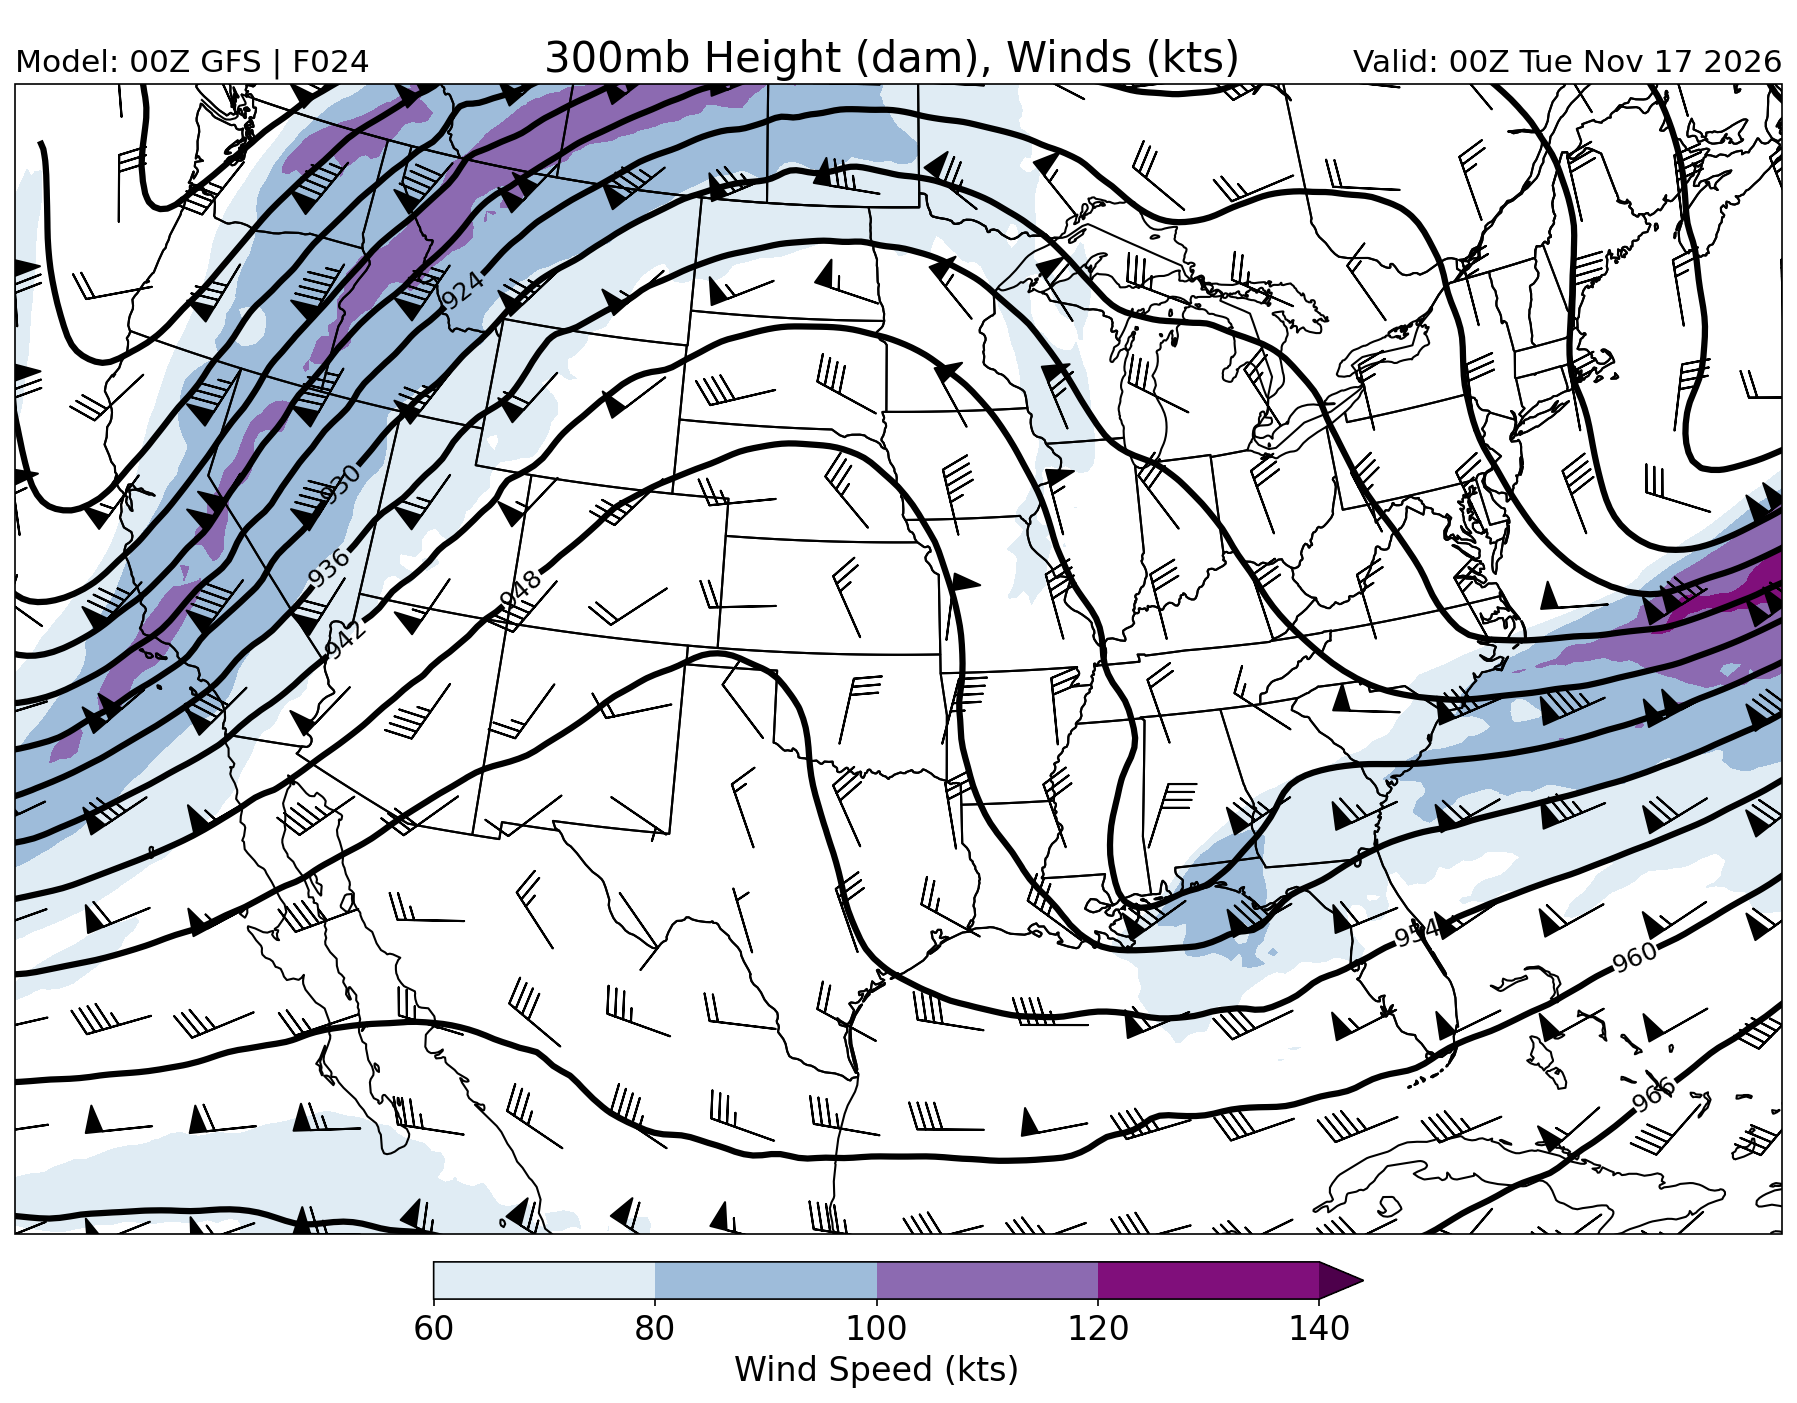 Model: 00Z GFS | F024
300mb Height (dam), Winds (kts)
Valid: 00Z Tue Nov 17 2026
924
930
936
948
942
954
960
966
60 80 100 120 140
Wind Speed (kts)